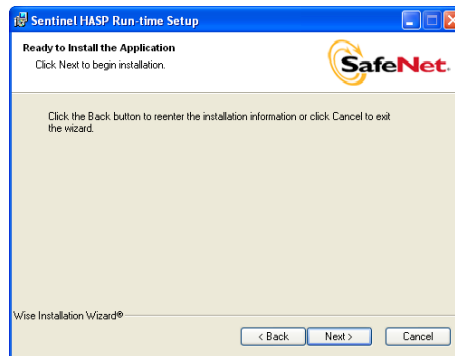 Sentinel HASP Run-time Setup
Ready to Install the Application
Click Next to begin installation.
SafeNet.
Click the Back button to reenter the installation information or click Cancel to exit
the wizard.
Wise Installation Wizard®
< Back
Next >
Cancel